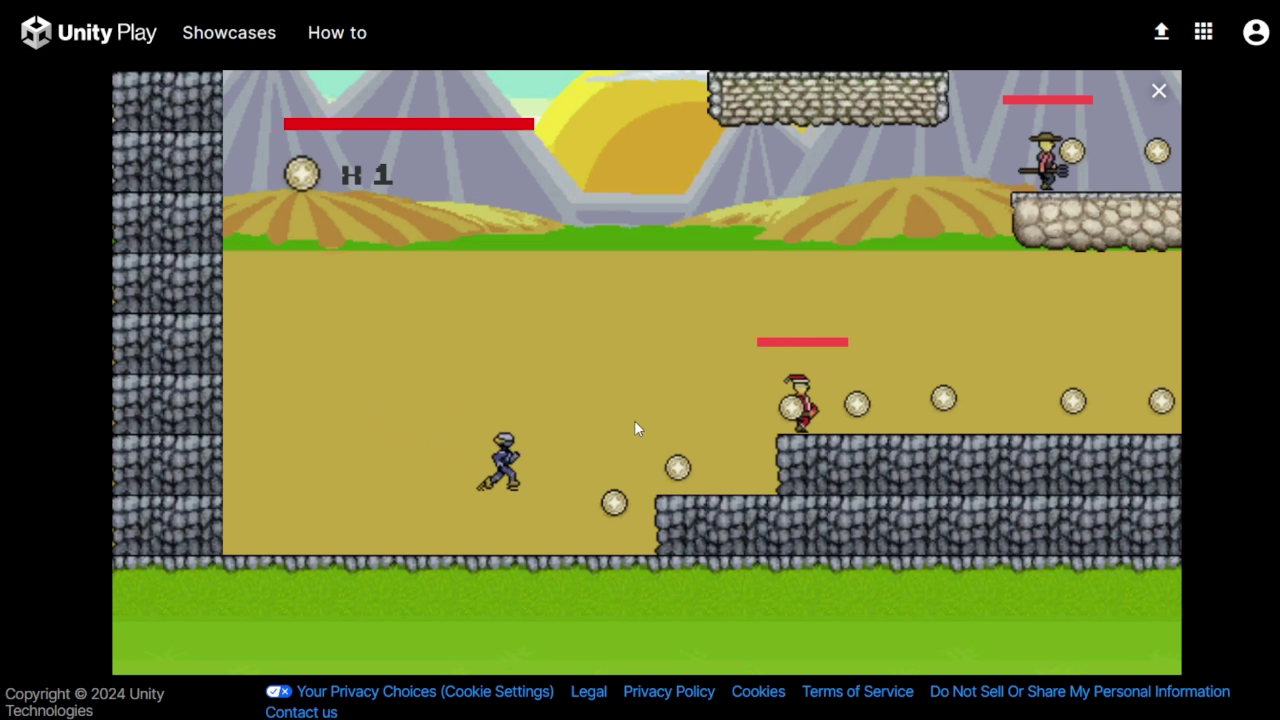 Unity Play
Showcases
How to
X 1
Copyright © 2024 Unity
Technologies
Your Privacy Choices (Cookie Settings)
Legal
Privacy Policy
Cookies
Terms of Service
Do Not Sell Or Share My Personal Information
Contact us